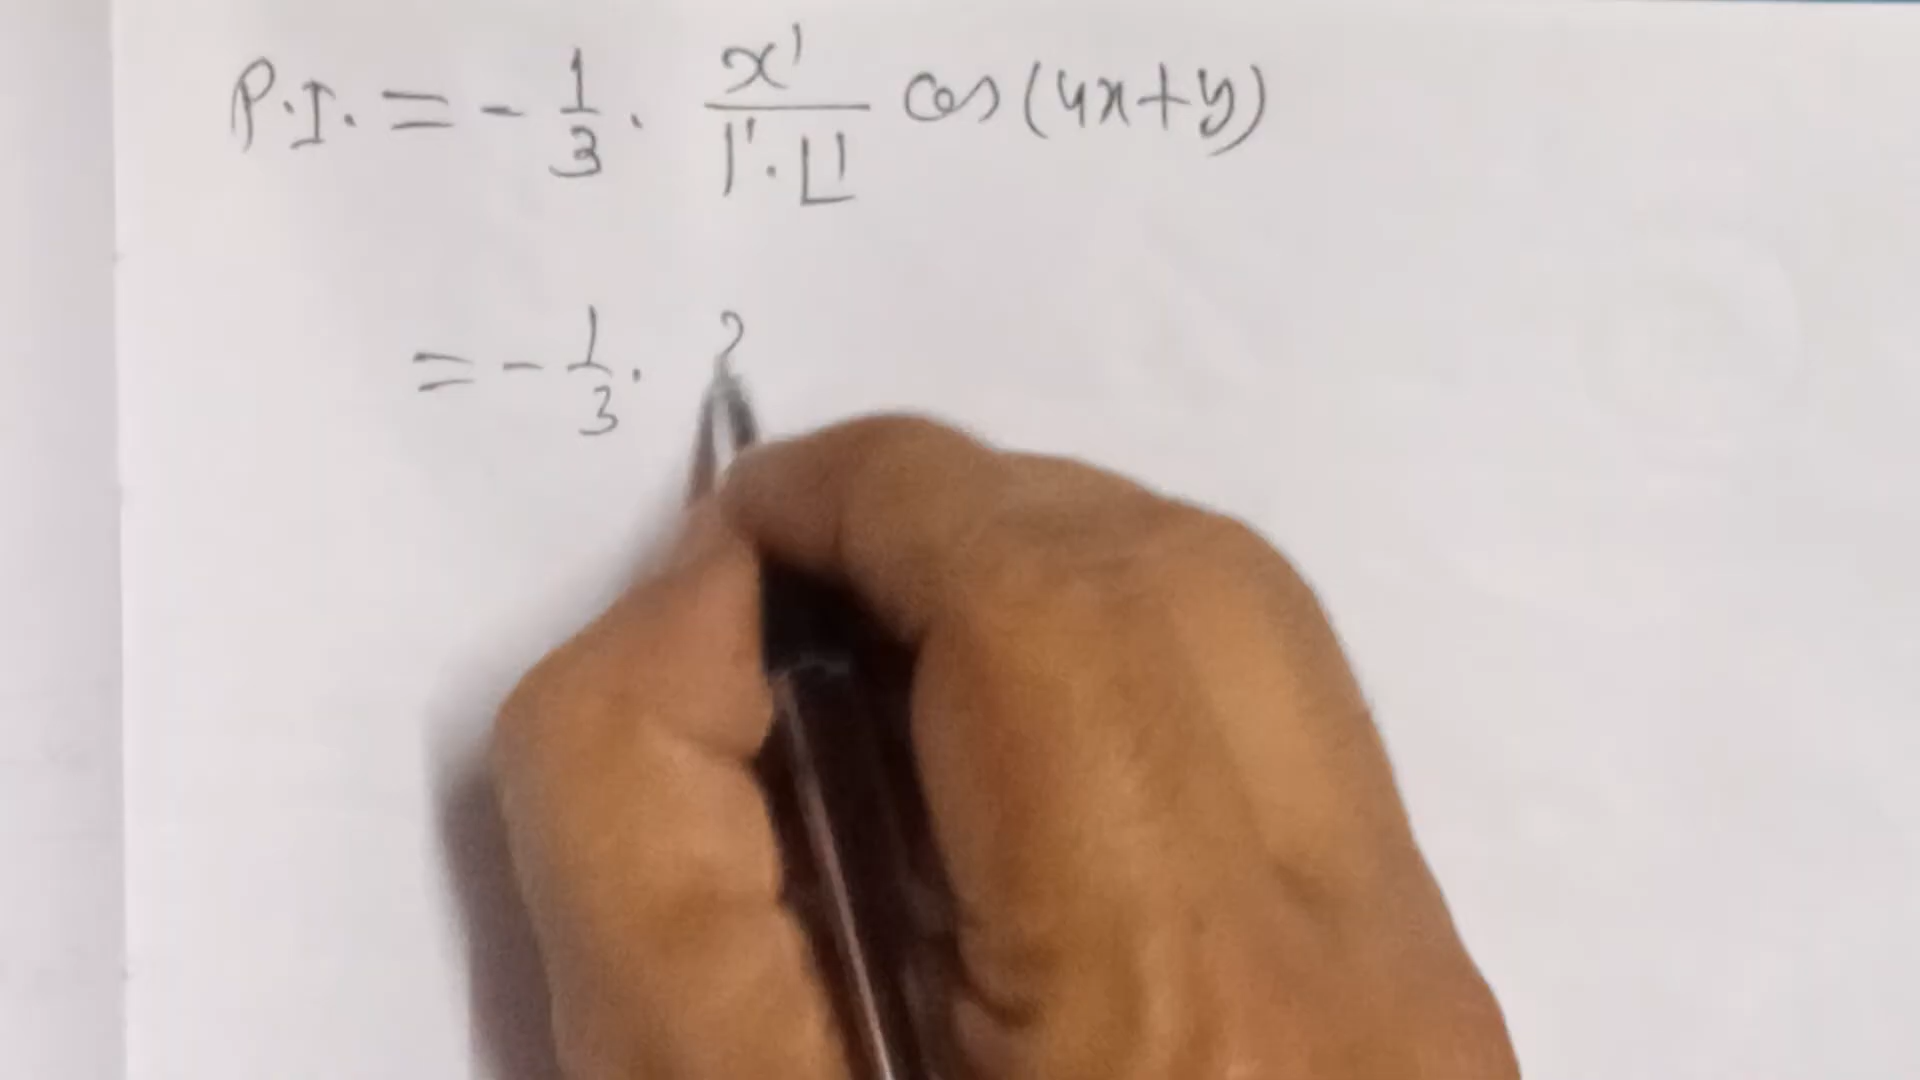 P.I. = - 1/3 · x¹/(1¹·∟1) cos(4x+y)
= - 1/3 ·